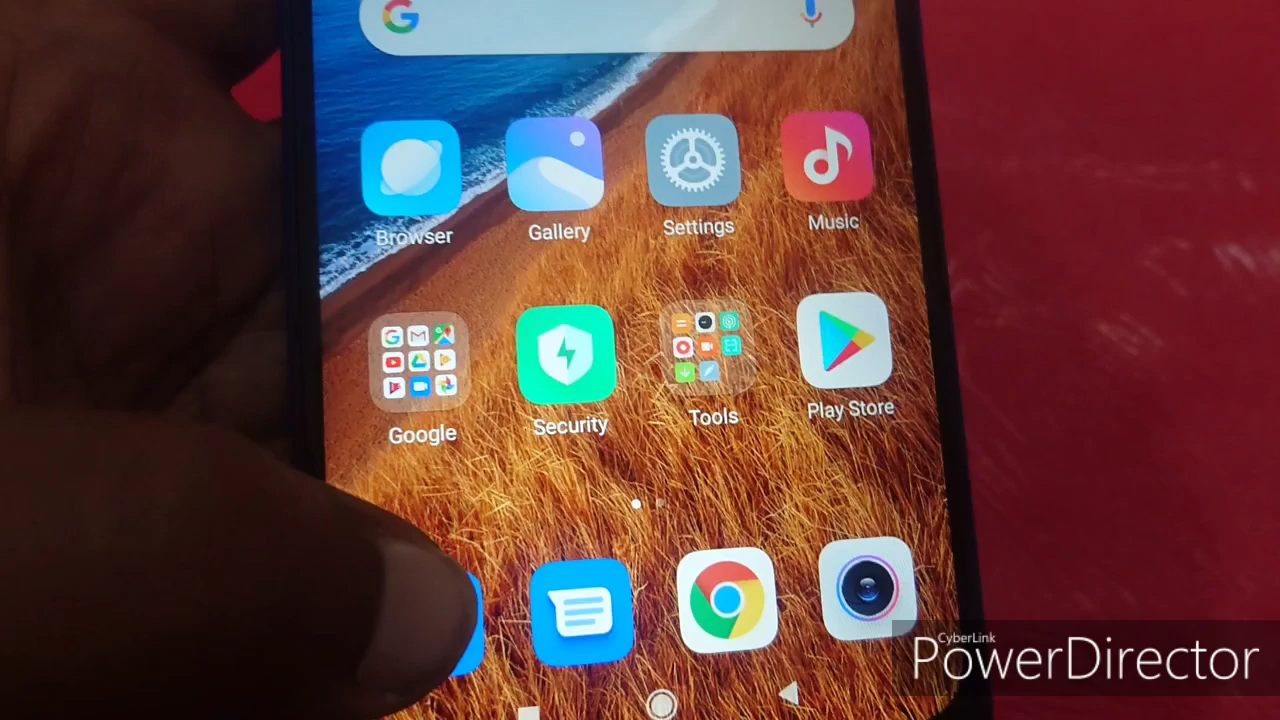 Browser
Gallery
Settings
Music
Google
Security
Tools
Play Store
CyberLink
PowerDirector